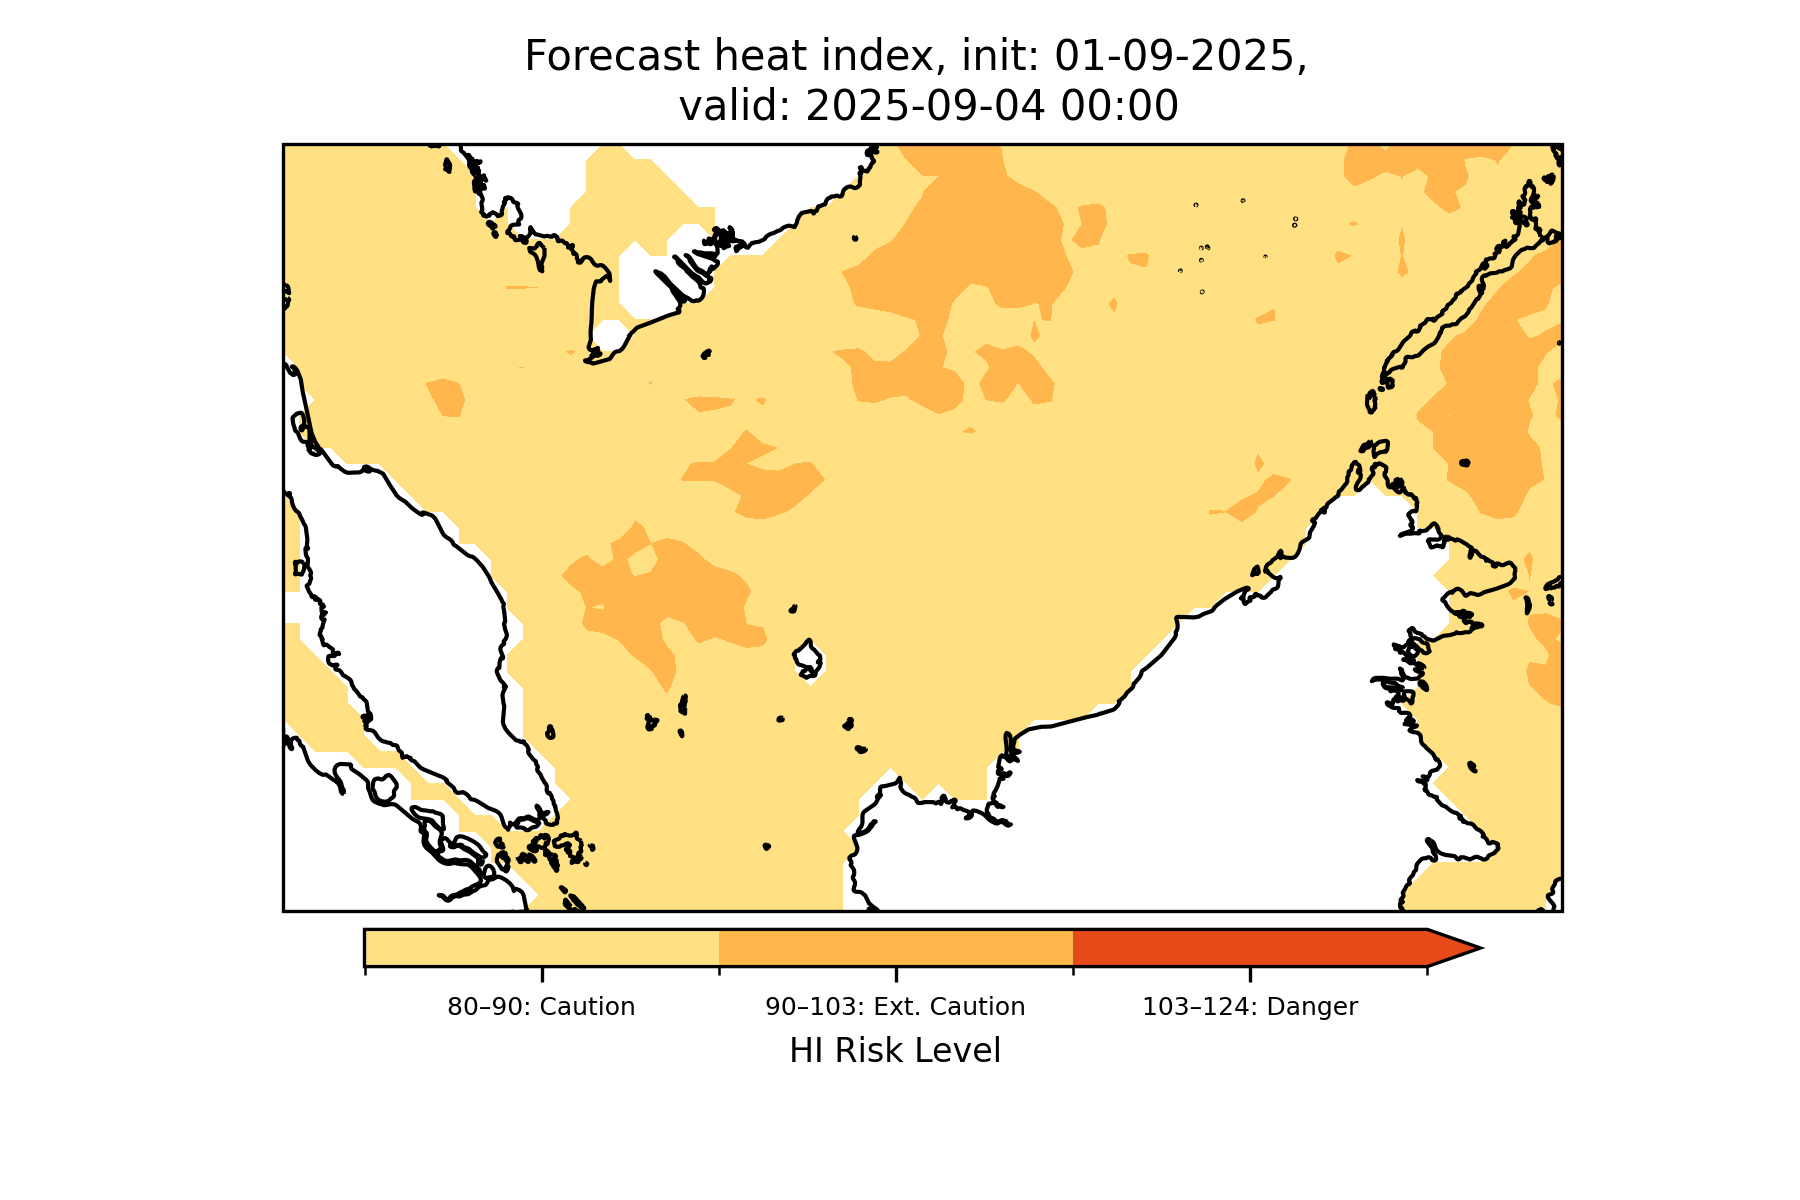 Forecast heat index, init: 01-09-2025,
valid: 2025-09-04 00:00
80–90: Caution
90–103: Ext. Caution
103–124: Danger
HI Risk Level